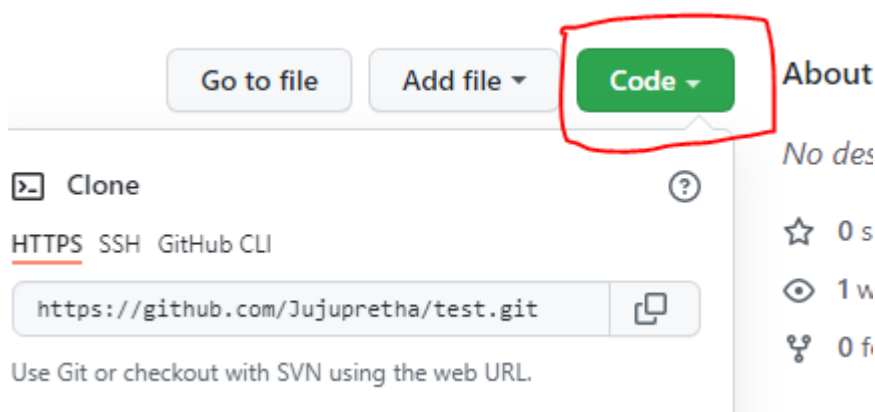 Go to file Add file Code About
No des
Clone
HTTPS SSH GitHub CLI
0 s
https://github.com/Jujupretha/test.git
1 w
0 f
Use Git or checkout with SVN using the web URL.